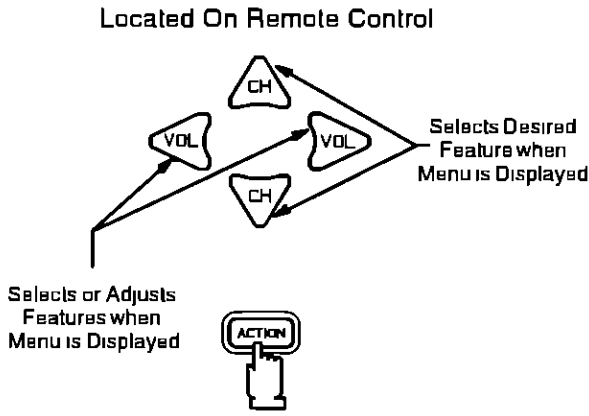 Located On Remote Control
CH
VOL
VOL
CH
Selects Desired
Feature when
Menu is Displayed
Selects or Adjusts
Features when
Menu is Displayed
ACTION